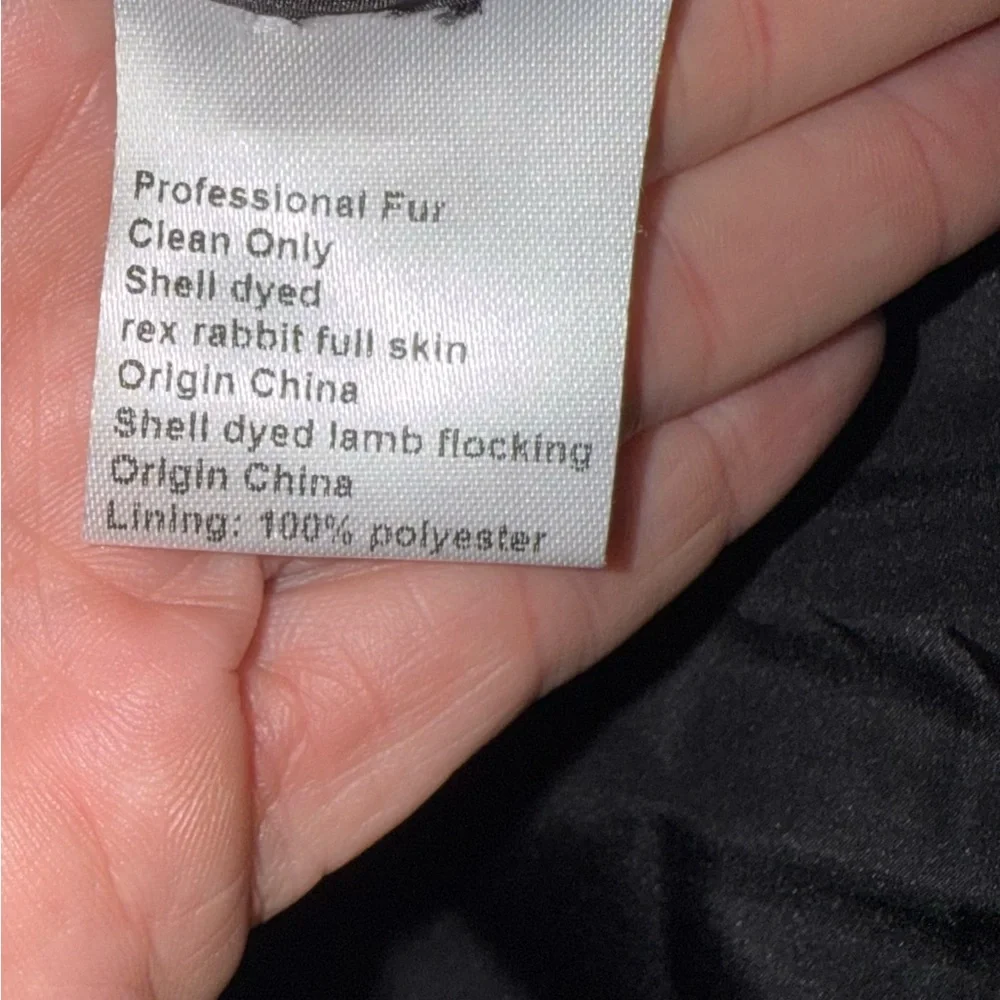 Professional Fur
Clean Only
Shell dyed
rex rabbit full skin
Origin China
Shell dyed lamb flocking
Origin China
Lining: 100% polyester